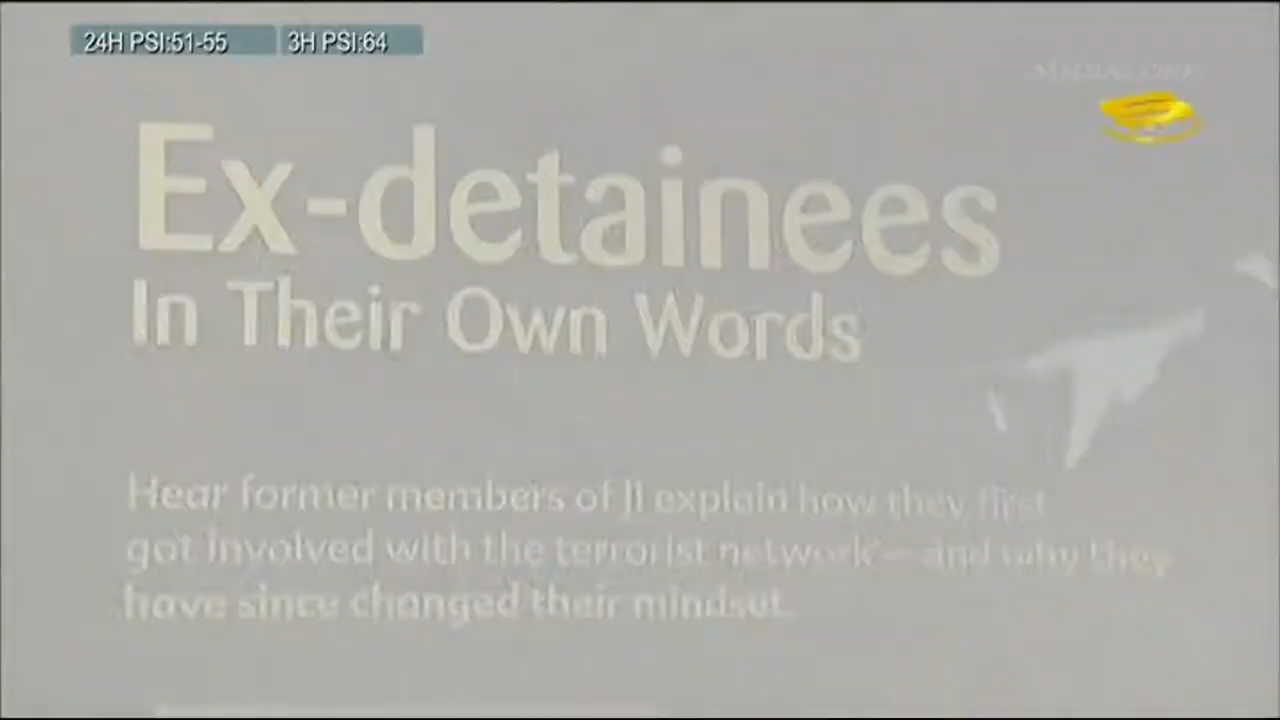 24H PSI:51-55 3H PSI:64
Ex-detainees
In Their Own Words
Hear former members of JI explain how they first
got involved with the terrorist network—and why they
have since changed their mindset.